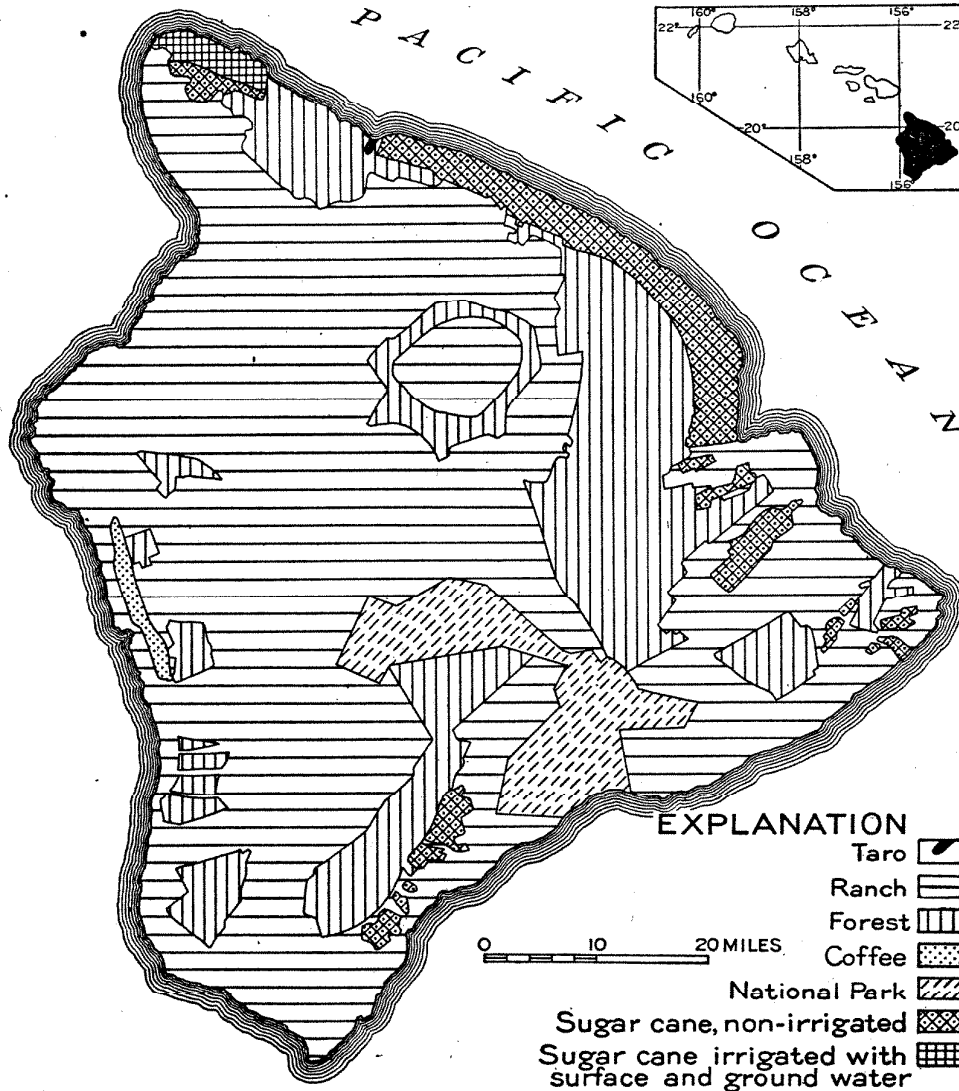 PACIFIC OCEAN
160° 158° 156°
22° 22
160°
20° 20
158°
156°
EXPLANATION
Taro
Ranch
Forest
Coffee
National Park
Sugar cane, non-irrigated
Sugar cane irrigated with
surface and ground water
0 10 20 MILES